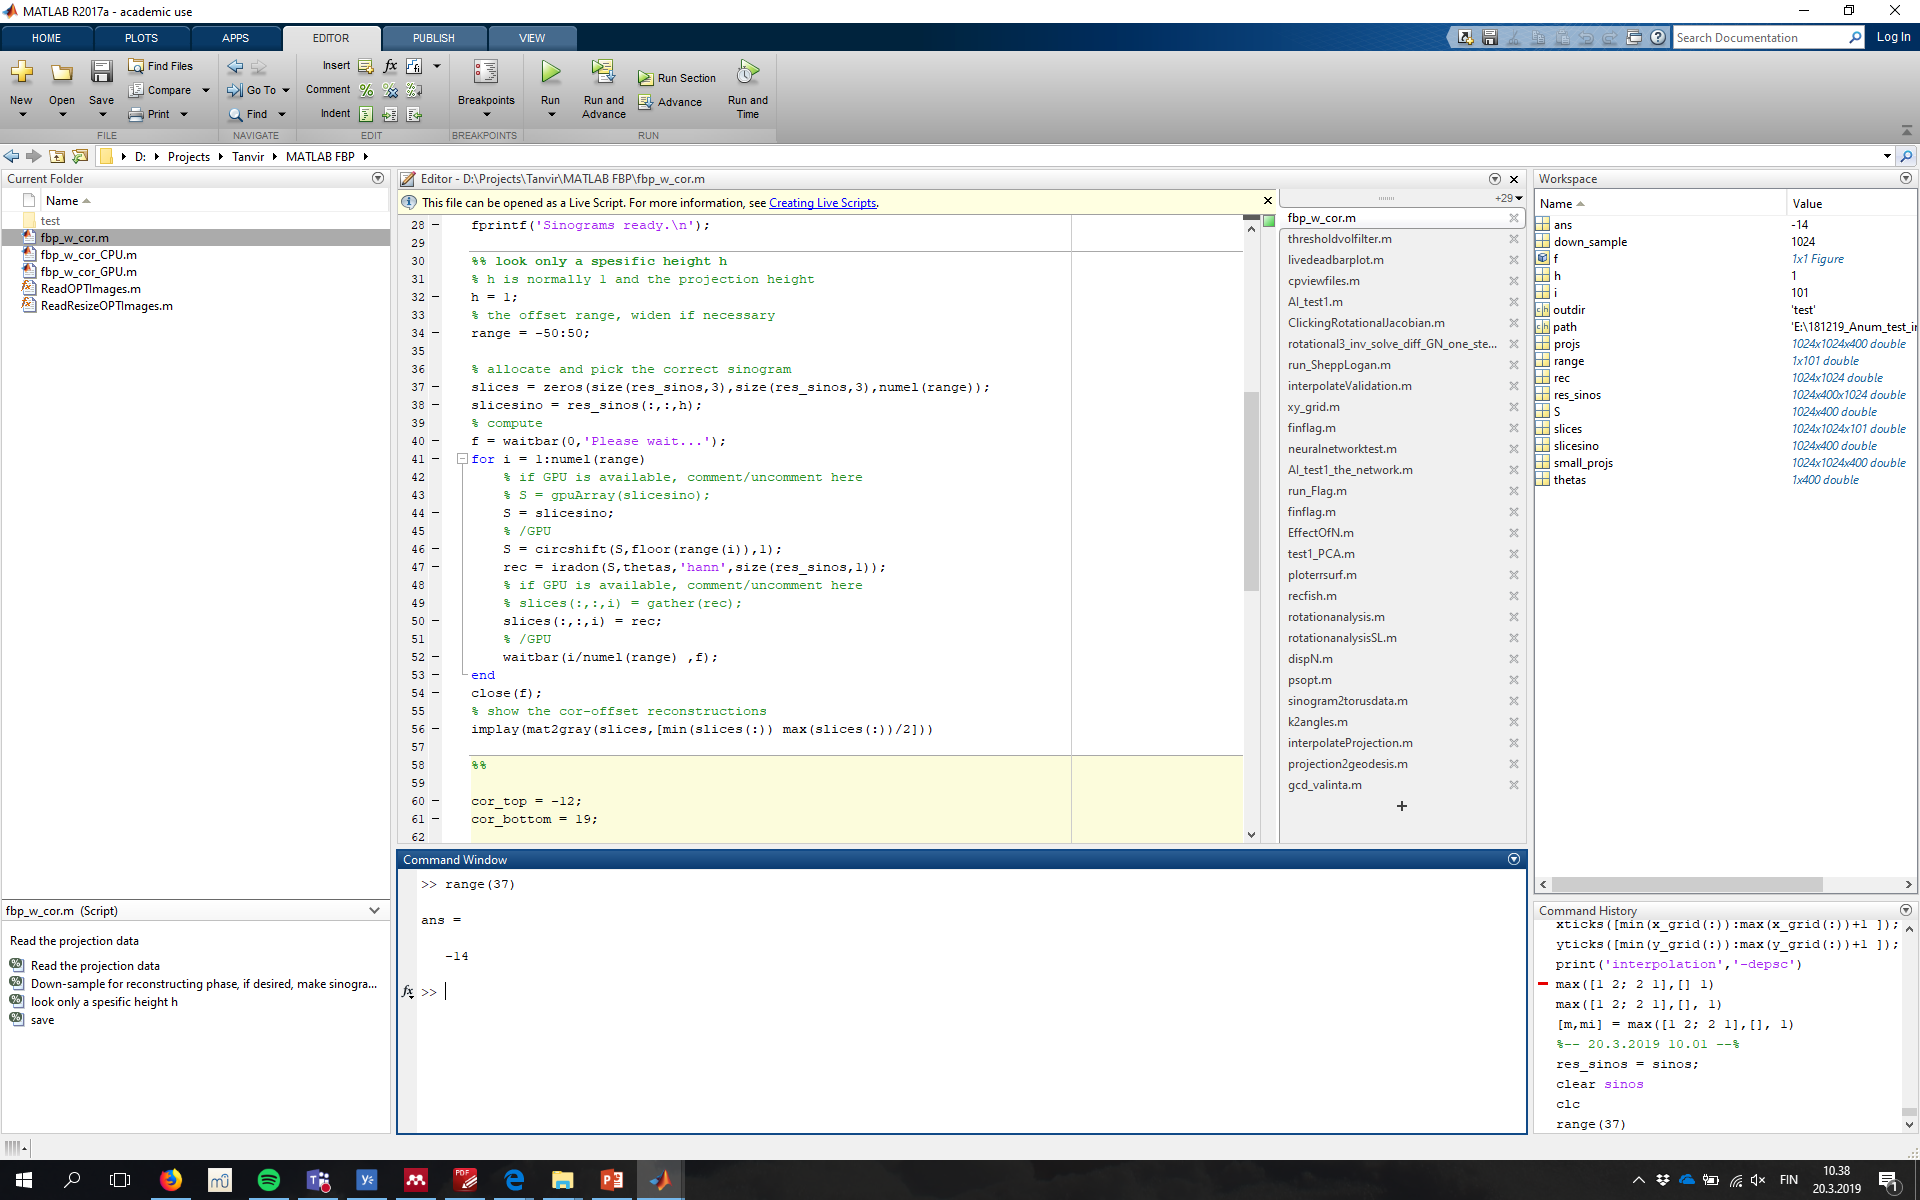 MATLAB R2017a - academic use
HOME PLOTS APPS EDITOR PUBLISH VIEW
Search Documentation
Log In
New
Open
Save
Find Files
Compare
Print
Go To
Find
Insert
Comment
Indent
fx
Breakpoints
Run
Run and Advance
Run Section
Advance
Run and Time
FILE NAVIGATE EDIT BREAKPOINTS RUN
D: Projects Tanvir MATLAB FBP
Current Folder
Name
test
fbp_w_cor.m
fbp_w_cor_CPU.m
fbp_w_cor_GPU.m
ReadOPTImages.m
ReadResizeOPTImages.m
fbp_w_cor.m (Script)
Read the projection data
Read the projection data
Down-sample for reconstructing phase, if desired, make sinogra...
look only a spesific height h
save
Editor - D:\Projects\Tanvir\MATLAB FBP\fbp_w_cor.m
This file can be opened as a Live Script. For more information, see Creating Live Scripts.
28 fprintf('Sinograms ready.\n');
29
30 %% look only a spesific height h
31 % h is normally 1 and the projection height
32 h = 1;
33 % the offset range, widen if necessary
34 range = -50:50;
35
36 % allocate and pick the correct sinogram
37 slices = zeros(size(res_sinos,3),size(res_sinos,3),numel(range));
38 slicesino = res_sinos(:,:,h);
39 % compute
40 f = waitbar(0,'Please wait...');
41 for i = 1:numel(range)
42 % if GPU is available, comment/uncomment here
43 % S = gpuArray(slicesino);
44 S = slicesino;
45 % /GPU
46 S = circshift(S,floor(range(i)),1);
47 rec = iradon(S,thetas,'hann',size(res_sinos,1));
48 % if GPU is available, comment/uncomment here
49 % slices(:,:,i) = gather(rec);
50 slices(:,:,i) = rec;
51 % /GPU
52 waitbar(i/numel(range) ,f);
53 end
54 close(f);
55 % show the cor-offset reconstructions
56 implay(mat2gray(slices,[min(slices(:)) max(slices(:))/2]))
57
58 %%
59
60 cor_top = -12;
61 cor_bottom = 19;
62
+29
fbp_w_cor.m
thresholdvolfilter.m
livedeadbarplot.m
cpviewfiles.m
AI_test1.m
ClickingRotationalJacobian.m
rotational3_inv_solve_diff_GN_one_ste...
run_SheppLogan.m
interpolateValidation.m
xy_grid.m
finflag.m
neuralnetworktest.m
AI_test1_the_network.m
run_Flag.m
finflag.m
EffectOfN.m
test1_PCA.m
ploterrsurf.m
recfish.m
rotationanalysis.m
rotationanalysisSL.m
dispN.m
psopt.m
sinogram2torusdata.m
k2angles.m
interpolateProjection.m
projection2geodesis.m
gcd_valinta.m
Command Window
>> range(37)
ans =
-14
fx >>
Workspace
Name Value
ans -14
down_sample 1024
f 1x1 Figure
h 1
i 101
outdir 'test'
path 'E:\181219_Anum_test_i
projs 1024x1024x400 double
range 1x101 double
rec 1024x1024 double
res_sinos 1024x400x1024 double
S 1024x400 double
slices 1024x1024x101 double
slicesino 1024x400 double
small_projs 1024x1024x400 double
thetas 1x400 double
Command History
xticks([min(x_grid(:)):max(x_grid(:))+1 ]);
yticks([min(y_grid(:)):max(y_grid(:))+1 ]);
print('interpolation','-depsc')
max([1 2; 2 1],[] 1)
max([1 2; 2 1],[], 1)
[m,mi] = max([1 2; 2 1],[], 1)
%-- 20.3.2019 10.01 --%
res_sinos = sinos;
clear sinos
clc
range(37)
FIN
10.38
20.3.2019
1